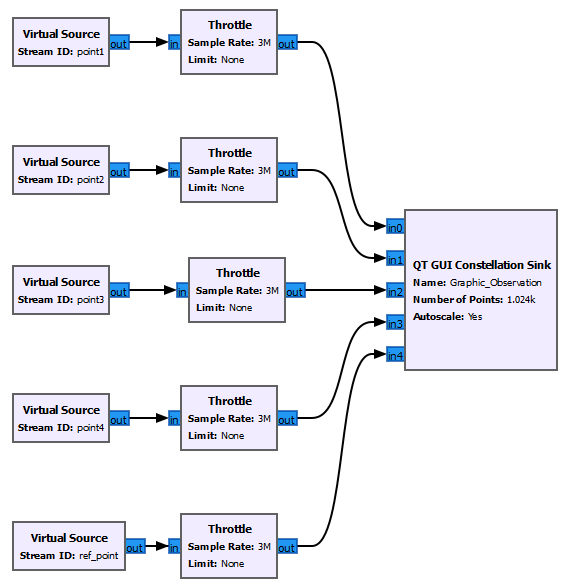 Virtual Source
Stream ID: point1
out
in
Throttle
Sample Rate: 3M
Limit: None
out
Virtual Source
Stream ID: point2
out
in
Throttle
Sample Rate: 3M
Limit: None
out
Virtual Source
Stream ID: point3
out
in
Throttle
Sample Rate: 3M
Limit: None
out
Virtual Source
Stream ID: point4
out
in
Throttle
Sample Rate: 3M
Limit: None
out
Virtual Source
Stream ID: ref_point
out
in
Throttle
Sample Rate: 3M
Limit: None
out
in0
in1
in2
in3
in4
QT GUI Constellation Sink
Name: Graphic_Observation
Number of Points: 1.024k
Autoscale: Yes